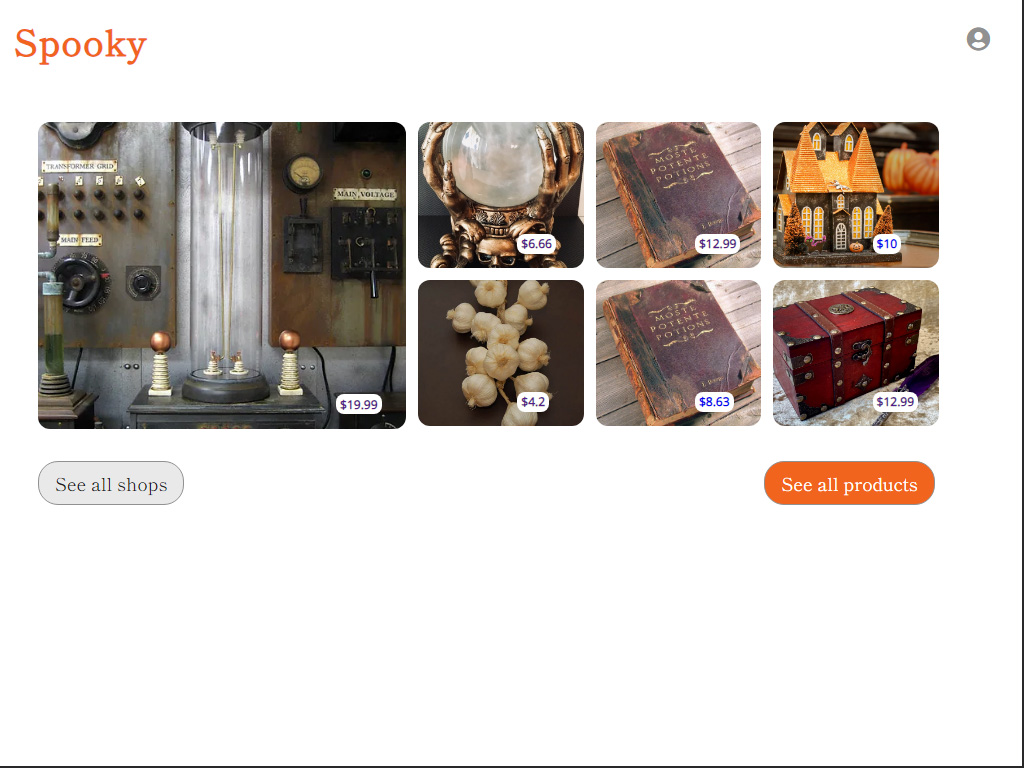 Spooky
TRANSFORMER GRID
MAIN VOLTAGE
MAIN FEED
$19.99
$6.66
MOSTE
POTENTE
POTIONS
$12.99
$10
$4.2
MOSTE
POTENTE
POTIONS
$8.63
$12.99
See all shops
See all products